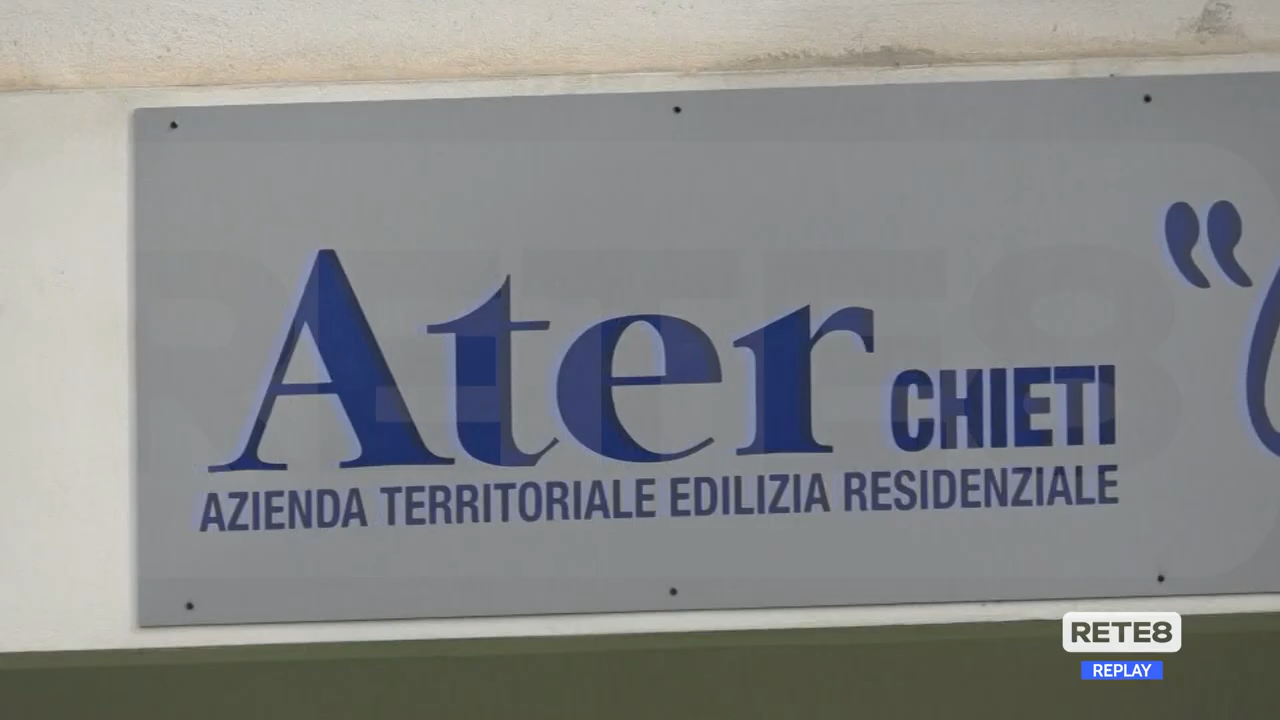 Ater CHIETI "
AZIENDA TERRITORIALE EDILIZIA RESIDENZIALE
RETE8
REPLAY